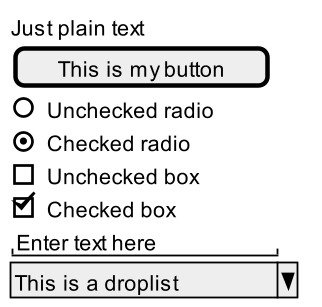 Just plain text
This is my button
Unchecked radio
Checked radio
Unchecked box
Checked box
Enter text here
This is a droplist